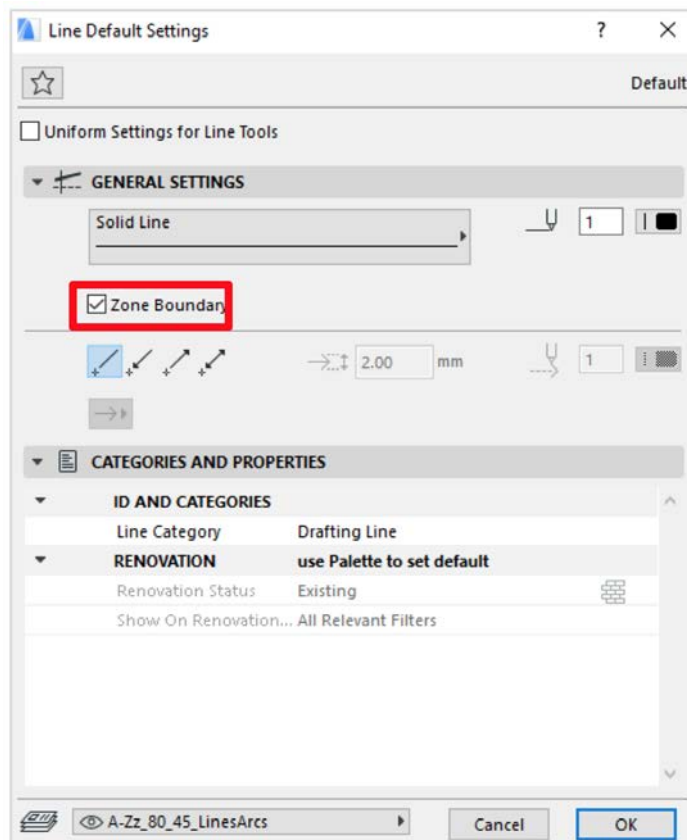 Line Default Settings ? ×
Default
Uniform Settings for Line Tools
GENERAL SETTINGS
Solid Line 1
Zone Boundary
2.00 mm 1
CATEGORIES AND PROPERTIES
ID AND CATEGORIES
Line Category Drafting Line
RENOVATION use Palette to set default
Renovation Status Existing
Show On Renovation... All Relevant Filters
A-Zz_80_45_LinesArcs Cancel OK